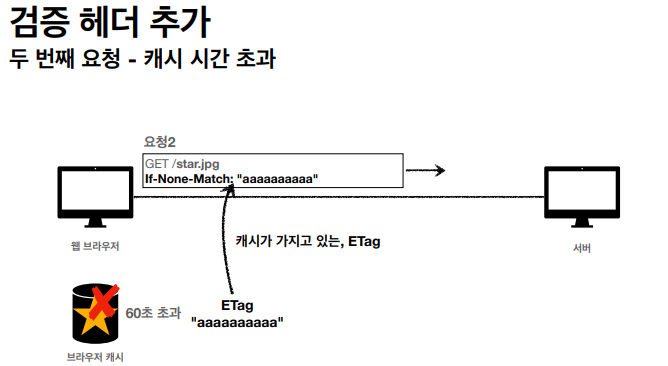 검증 헤더 추가
두 번째 요청 - 캐시 시간 초과
요청2
GET /star.jpg
If-None-Match: "aaaaaaaaaa"
웹 브라우저
서버
캐시가 가지고 있는, ETag
60초 초과
ETag
"aaaaaaaaaa"
브라우저 캐시